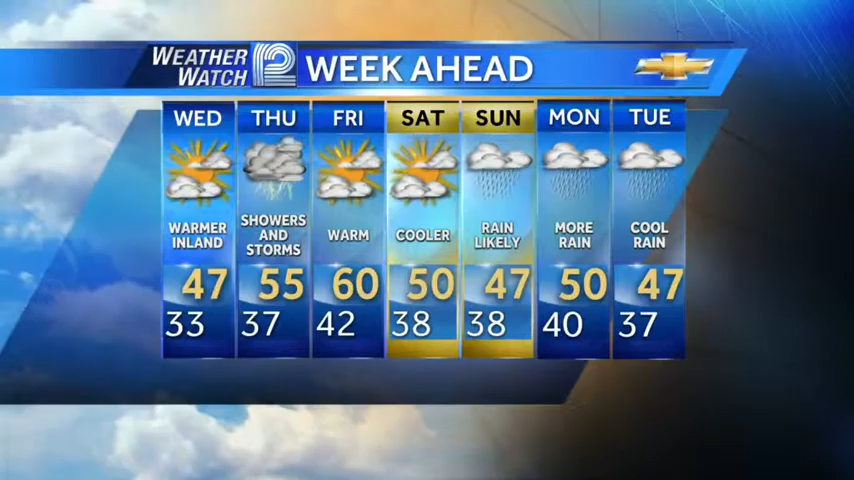 WEATHER
WATCH 12
WEEK AHEAD
WED THU FRI SAT SUN MON TUE
WARMER
INLAND
SHOWERS
AND
STORMS
WARM
COOLER
RAIN
LIKELY
MORE
RAIN
COOL
RAIN
47 55 60 50 47 50 47
33 37 42 38 38 40 37